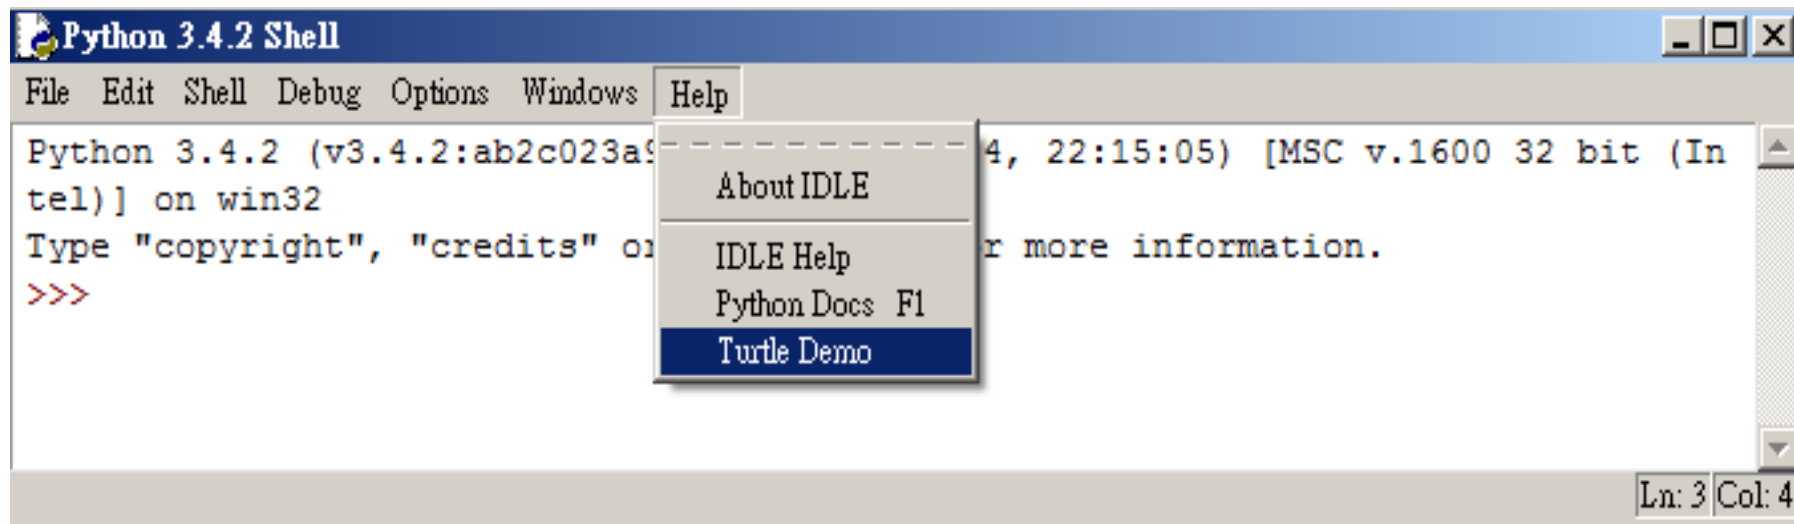 Python 3.4.2 Shell
File Edit Shell Debug Options Windows Help
Python 3.4.2 (v3.4.2:ab2c023a9 4, 22:15:05) [MSC v.1600 32 bit (In
tel)] on win32
Type "copyright", "credits" or r more information.
>>>
About IDLE
IDLE Help
Python Docs F1
Turtle Demo
Ln: 3 Col: 4